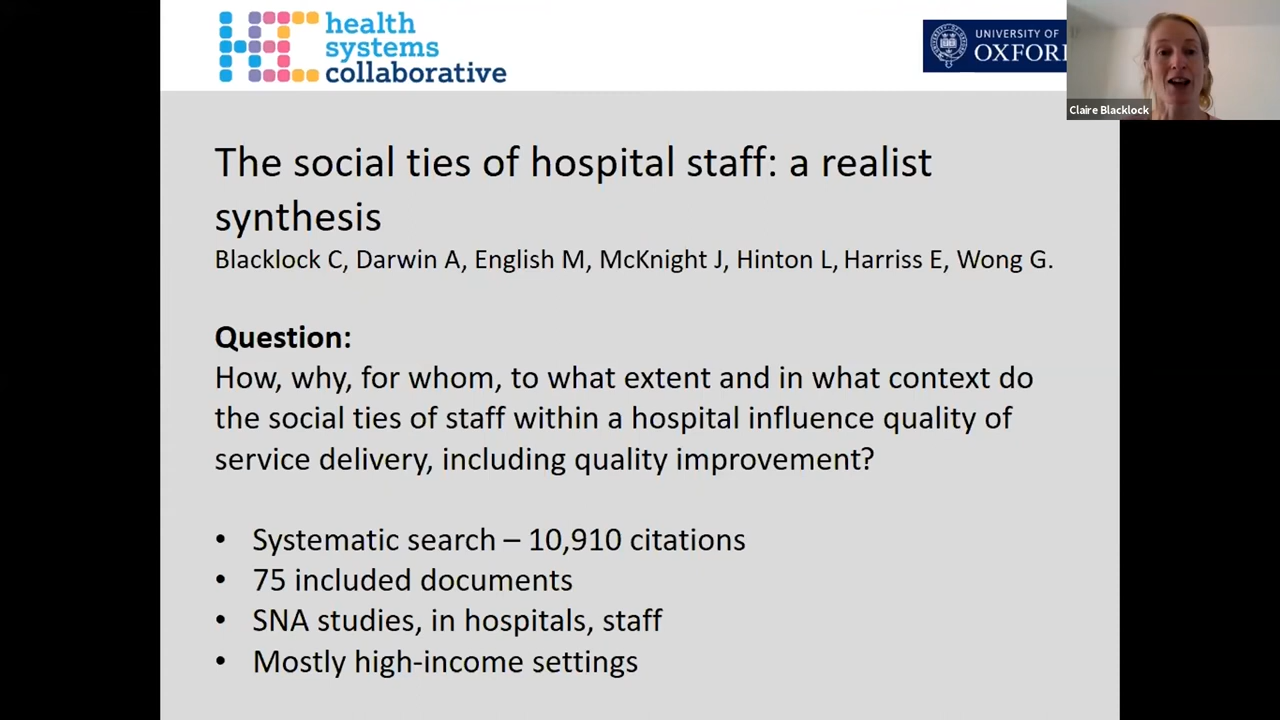 health
systems
collaborative
UNIVERSITY OF
OXFORD
Claire Blacklock
The social ties of hospital staff: a realist
synthesis
Blacklock C, Darwin A, English M, McKnight J, Hinton L, Harriss E, Wong G.
Question:
How, why, for whom, to what extent and in what context do
the social ties of staff within a hospital influence quality of
service delivery, including quality improvement?
• Systematic search – 10,910 citations
• 75 included documents
• SNA studies, in hospitals, staff
• Mostly high-income settings